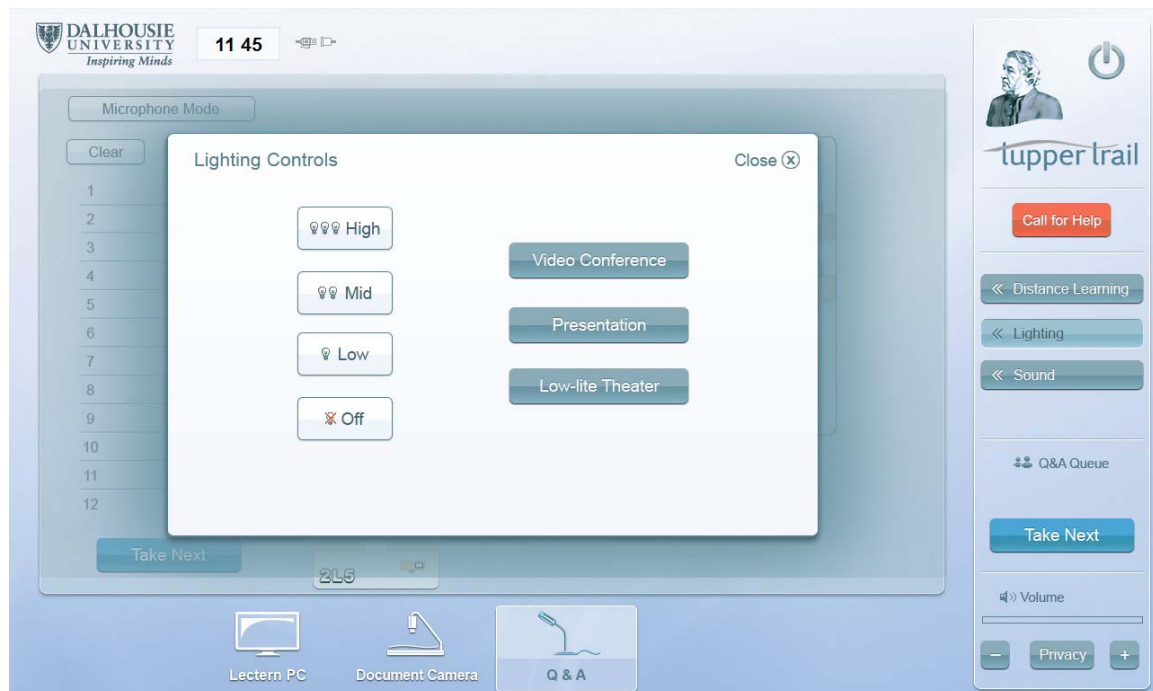 DALHOUSIE
UNIVERSITY
Inspiring Minds
11 45
Microphone Mode
Clear
1
2
3
4
5
6
7
8
9
10
11
12
Take Next
2L5
Lighting Controls
Close
High
Mid
Low
Off
Video Conference
Presentation
Low-lite Theater
Lectern PC
Document Camera
Q & A
tupper trail
Call for Help
« Distance Learning
« Lighting
« Sound
Q&A Queue
Take Next
Volume
−
Privacy
+